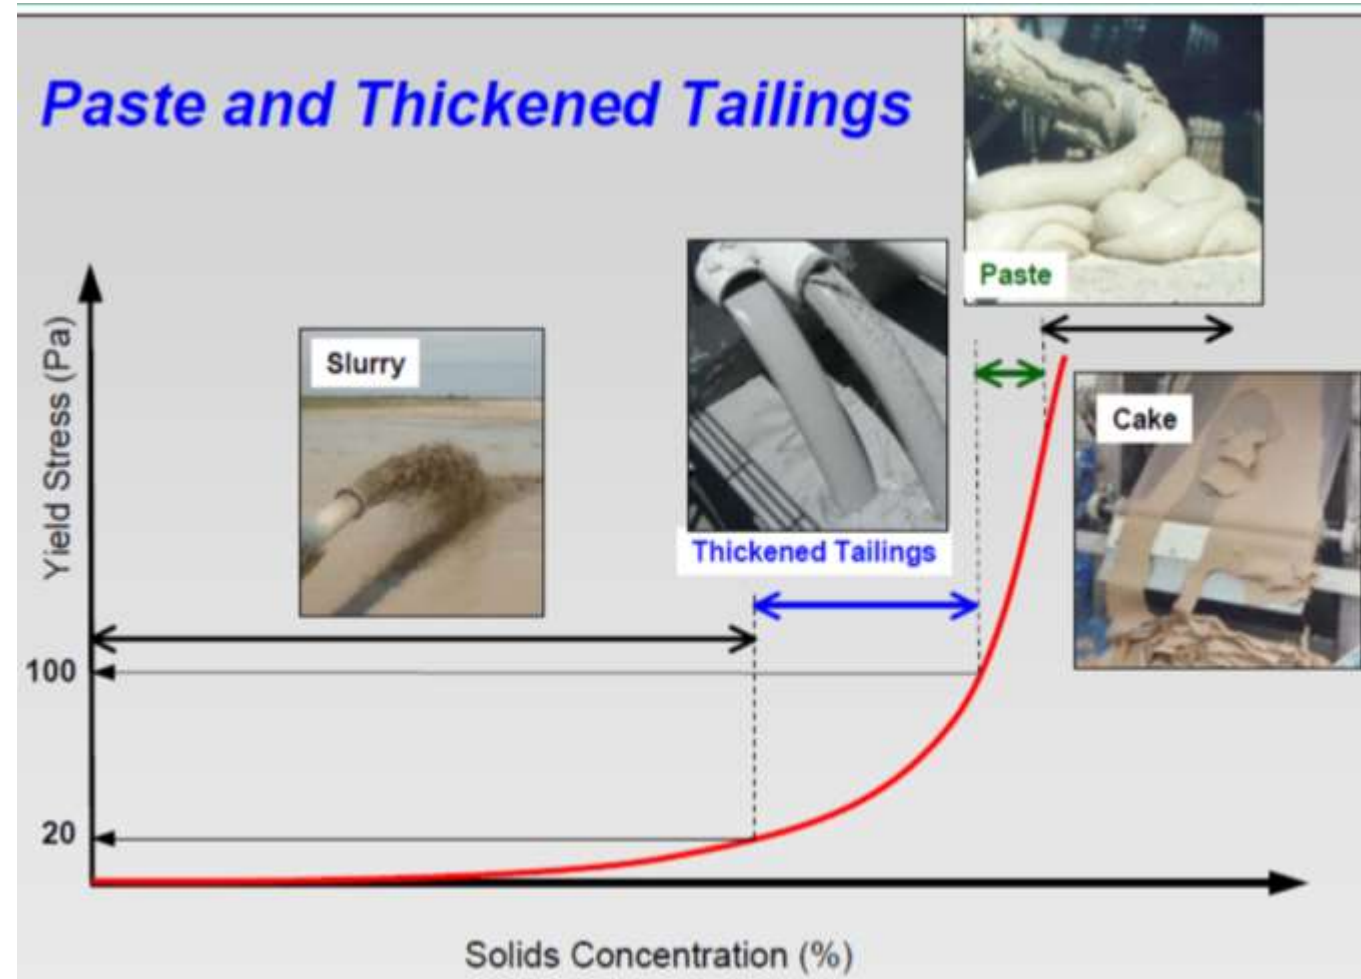 Paste and Thickened Tailings
Paste
Slurry
Cake
Thickened Tailings
Yield Stress (Pa)
100
20
Solids Concentration (%)